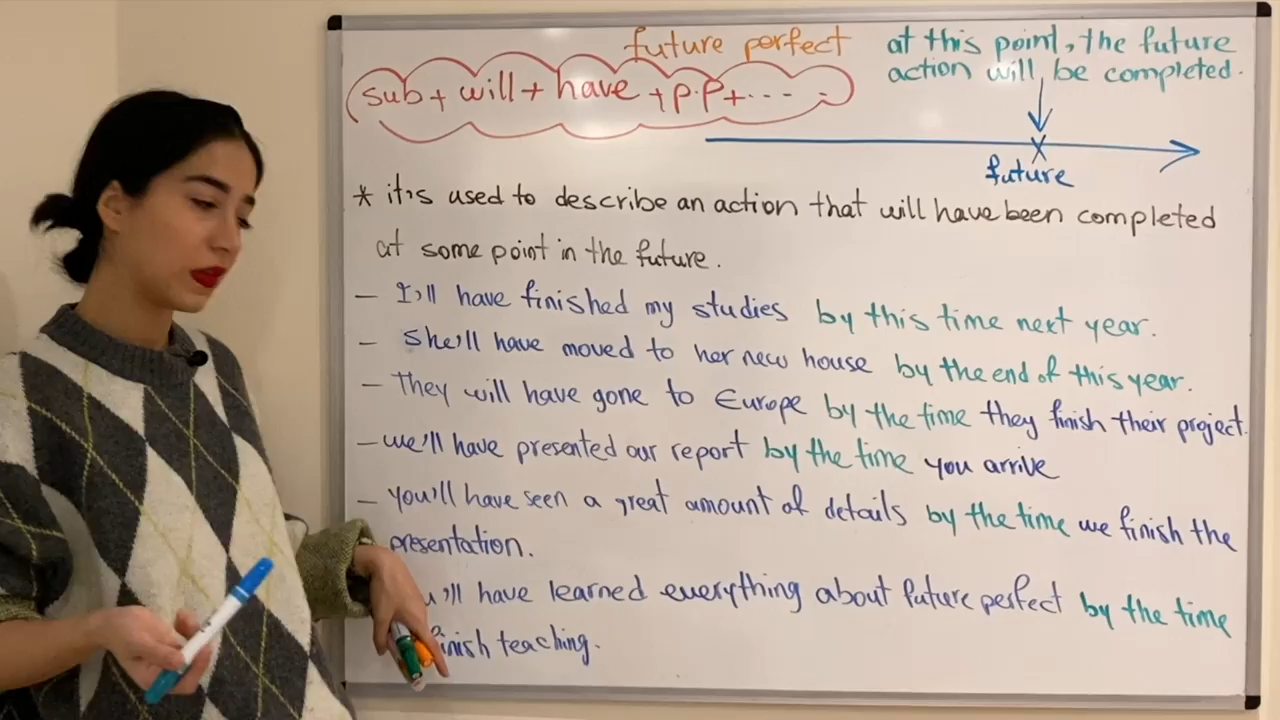 future perfect
at this point, the future
action will be completed.
sub + will + have + p.p + .... .
future
* it's used to describe an action that will have been completed
at some point in the future.
– I'll have finished my studies by this time next year.
– She'll have moved to her new house by the end of this year.
– They will have gone to Europe by the time they finish their project.
– we'll have presented our report by the time you arrive
– you'll have seen a great amount of details by the time we finish the
presentation.
'll have learned everything about future perfect by the time
finish teaching.